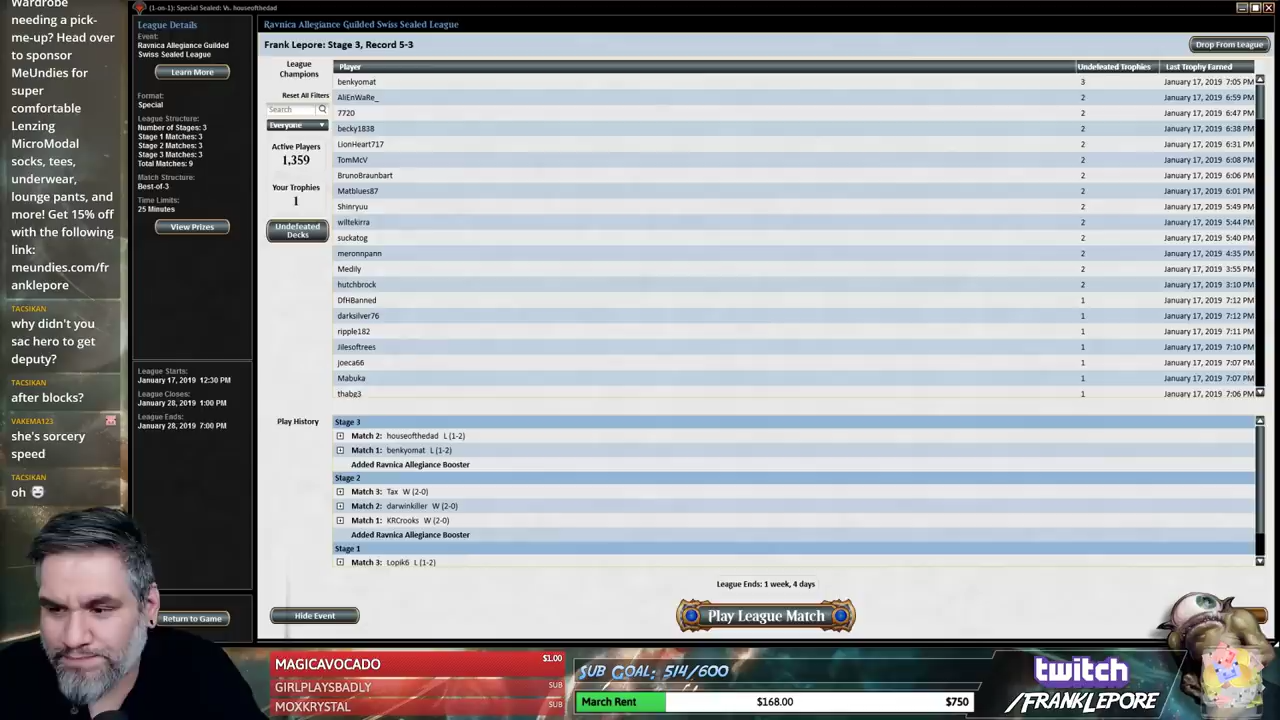 Wardrobe
needing a pick-
me-up? Head over
to sponsor
MeUndies for
super
comfortable
Lenzing
MicroModal
socks, tees,
underwear,
lounge pants, and
more! Get 15% off
with the following
link:
meundies.com/fr
anklepore
TACSIKAN
why didn't you
sac hero to get
deputy?
TACSIKAN
after blocks?
VAKEMA123
she's sorcery
speed
TACSIKAN
oh
(1-on-1): Special Sealed: Vs. houseofthedad
League Details
Event:
Ravnica Allegiance Guilded
Swiss Sealed League
Learn More
Format:
Special
League Structure:
Number of Stages: 3
Stage 1 Matches: 3
Stage 2 Matches: 3
Stage 3 Matches: 3
Total Matches: 9
Match Structure:
Best-of-3
Time Limits:
25 Minutes
View Prizes
League Starts:
January 17, 2019 12:30 PM
League Closes:
January 28, 2019 1:00 PM
League Ends:
January 28, 2019 7:00 PM
Return to Game
Ravnica Allegiance Guilded Swiss Sealed League
Frank Lepore: Stage 3, Record 5-3
Drop From League
League
Champions
Reset All Filters
Search
Everyone
Active Players
1,359
Your Trophies
1
Undefeated
Decks
Player Undefeated Trophies Last Trophy Earned
benkyomat 3 January 17, 2019 7:05 PM
AliEnWaRe_ 2 January 17, 2019 6:59 PM
7720 2 January 17, 2019 6:47 PM
becky1838 2 January 17, 2019 6:38 PM
LionHeart717 2 January 17, 2019 6:31 PM
TomMcV 2 January 17, 2019 6:08 PM
BrunoBraunbart 2 January 17, 2019 6:06 PM
Matblues87 2 January 17, 2019 6:01 PM
Shinryuu 2 January 17, 2019 5:49 PM
wiltekirra 2 January 17, 2019 5:44 PM
suckatog 2 January 17, 2019 5:40 PM
meronnpann 2 January 17, 2019 4:35 PM
Medily 2 January 17, 2019 3:55 PM
hutchbrock 2 January 17, 2019 3:10 PM
DfHBanned 1 January 17, 2019 7:12 PM
darksilver76 1 January 17, 2019 7:12 PM
ripple182 1 January 17, 2019 7:11 PM
Jilesoftrees 1 January 17, 2019 7:10 PM
joeca66 1 January 17, 2019 7:07 PM
Mabuka 1 January 17, 2019 7:07 PM
thabg3 1 January 17, 2019 7:06 PM
Play History
Stage 3
Match 2: houseofthedad L (1-2)
Match 1: benkyomat L (1-2)
Added Ravnica Allegiance Booster
Stage 2
Match 3: Tax W (2-0)
Match 2: darwinkiller W (2-0)
Match 1: KRCrooks W (2-0)
Added Ravnica Allegiance Booster
Stage 1
Match 3: Lopik6 L (1-2)
League Ends: 1 week, 4 days
Hide Event
Play League Match
MAGICAVOCADO $1.00
GIRLPLAYSBADLY SUB
MOXKRYSTAL SUB
SUB GOAL: 514/600
March Rent $168.00 $750
twitch
/FRANKLEPORE